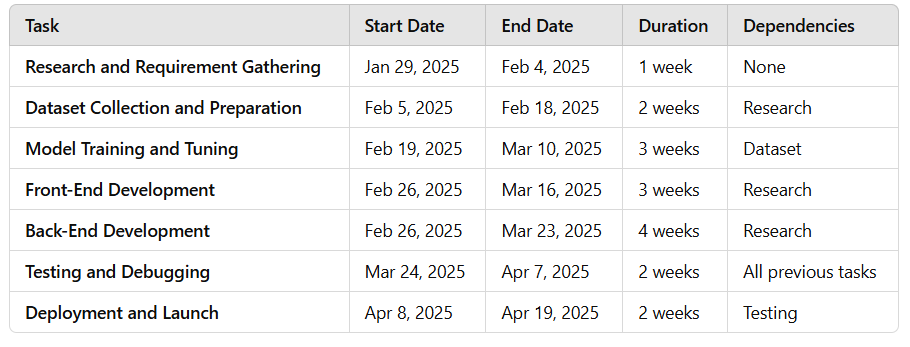 Task Start Date End Date Duration Dependencies
Research and Requirement Gathering Jan 29, 2025 Feb 4, 2025 1 week None
Dataset Collection and Preparation Feb 5, 2025 Feb 18, 2025 2 weeks Research
Model Training and Tuning Feb 19, 2025 Mar 10, 2025 3 weeks Dataset
Front-End Development Feb 26, 2025 Mar 16, 2025 3 weeks Research
Back-End Development Feb 26, 2025 Mar 23, 2025 4 weeks Research
Testing and Debugging Mar 24, 2025 Apr 7, 2025 2 weeks All previous tasks
Deployment and Launch Apr 8, 2025 Apr 19, 2025 2 weeks Testing